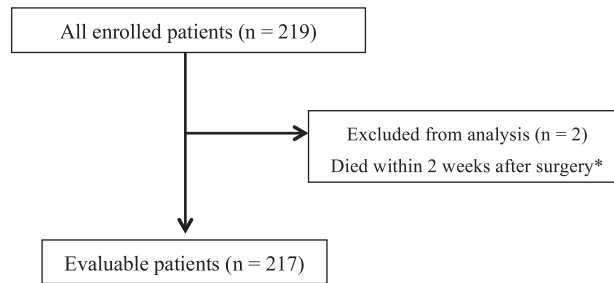 All enrolled patients (n = 219)
Excluded from analysis (n = 2)
Died within 2 weeks after surgery*
Evaluable patients (n = 217)